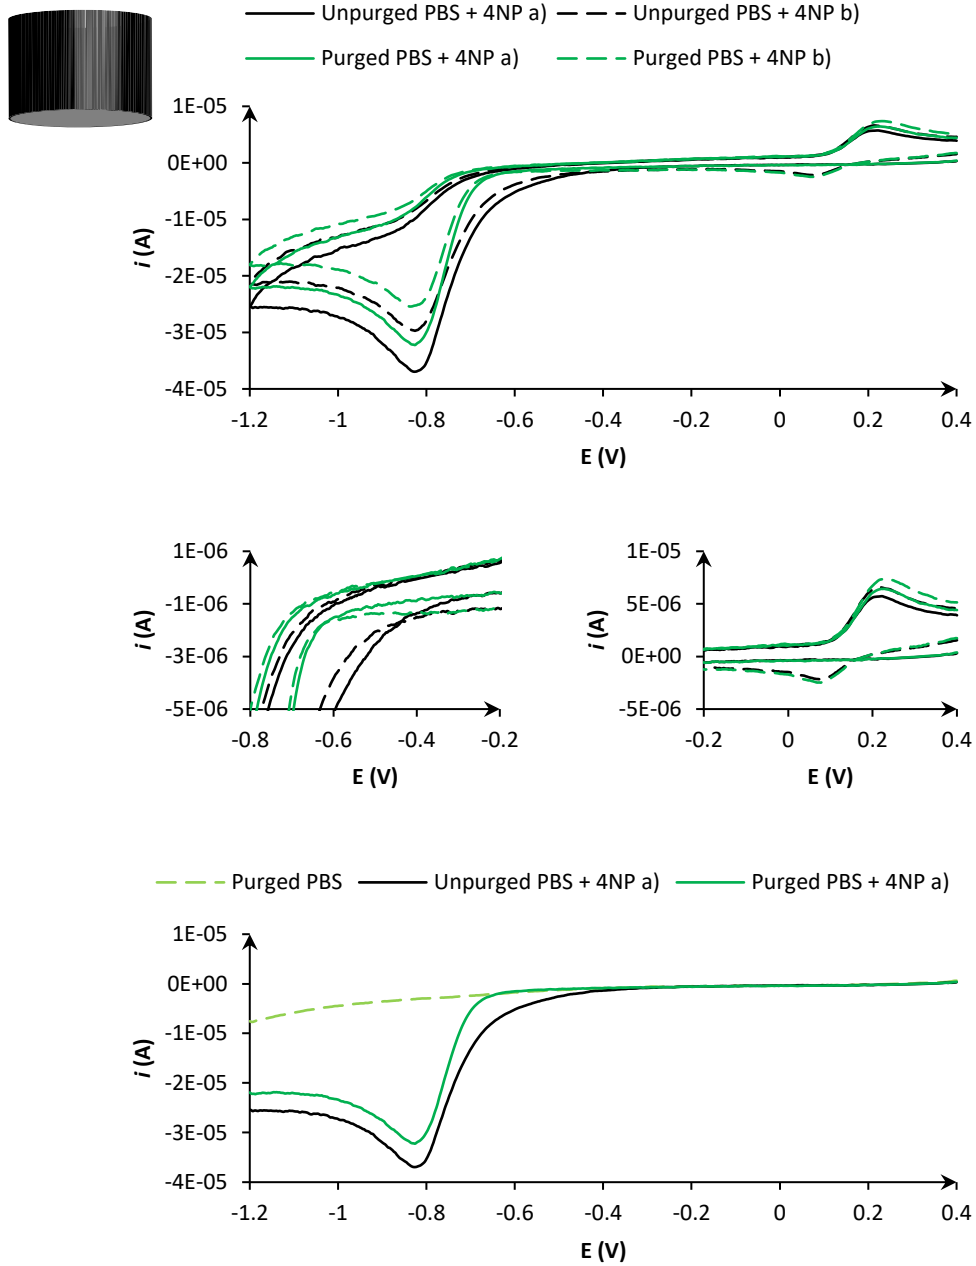 Unpurged PBS + 4NP a) Unpurged PBS + 4NP b)
Purged PBS + 4NP a) Purged PBS + 4NP b)
1E-05
0E+00
-1E-05
-2E-05
-3E-05
-4E-05
i (A)
-1.2 -1 -0.8 -0.6 -0.4 -0.2 0 0.2 0.4
E (V)
1E-06
-1E-06
-3E-06
-5E-06
i (A)
-0.8 -0.6 -0.4 -0.2
E (V)
1E-05
5E-06
0E+00
-5E-06
i (A)
-0.2 0 0.2 0.4
E (V)
Purged PBS Unpurged PBS + 4NP a) Purged PBS + 4NP a)
1E-05
0E+00
-1E-05
-2E-05
-3E-05
-4E-05
i (A)
-1.2 -1 -0.8 -0.6 -0.4 -0.2 0 0.2 0.4
E (V)